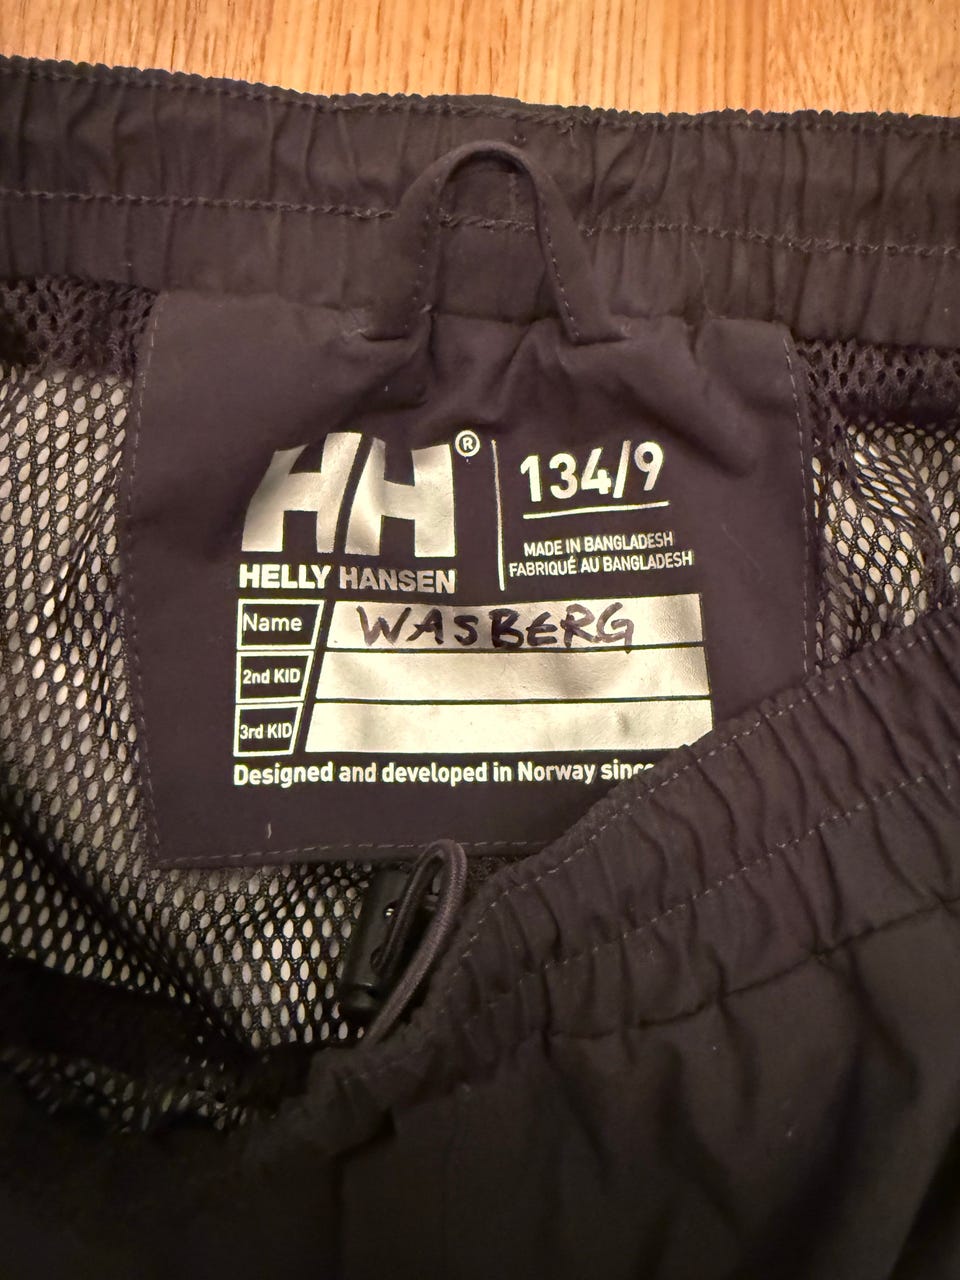 HH®
HELLY HANSEN
134/9
MADE IN BANGLADESH
FABRIQUÉ AU BANGLADESH
Name WASBERG
2nd KID
3rd KID
Designed and developed in Norway since